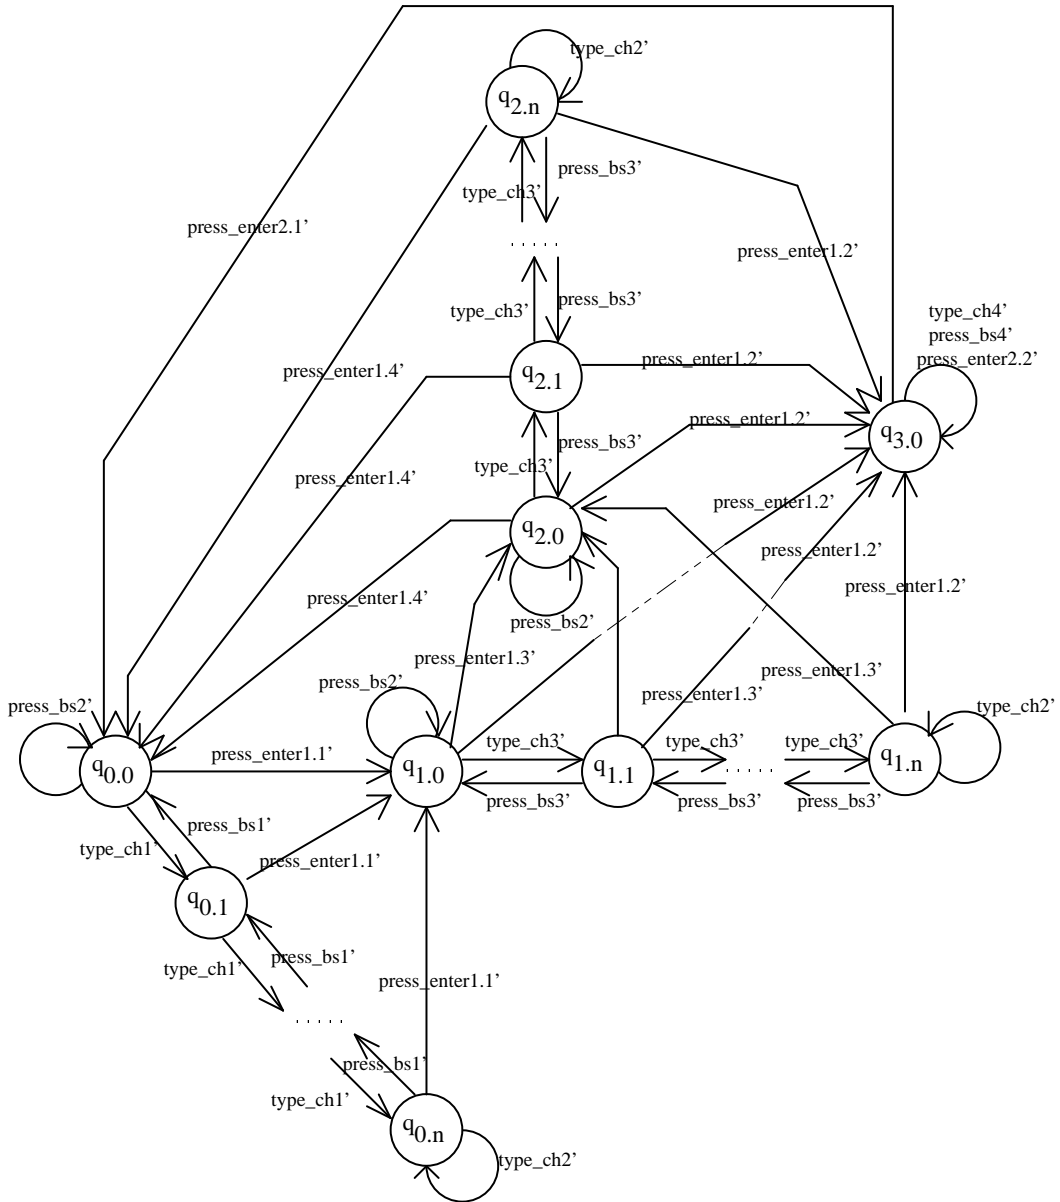 type_ch2’
q2.n
press_bs3’
type_ch3’
press_enter2.1’
press_enter1.2’
.....
press_bs3’
type_ch3’
type_ch4’
press_bs4’
press_enter2.2’
press_enter1.2’
press_enter1.4’
q2.1
press_enter1.2’
q3.0
press_bs3’
type_ch3’
press_enter1.4’
press_enter1.2’
q2.0
press_enter1.2’
press_enter1.2’
press_enter1.4’
press_bs2’
press_enter1.3’
press_enter1.3’
press_bs2’
press_enter1.3’
press_bs2’
type_ch2’
type_ch3’
type_ch3’
type_ch3’
q0.0
press_enter1.1’
q1.0
q1.1
.....
q1.n
press_bs3’
press_bs3’
press_bs3’
press_bs1’
type_ch1’
press_enter1.1’
q0.1
press_bs1’
type_ch1’
press_enter1.1’
.....
press_bs1’
type_ch1’
q0.n
type_ch2’